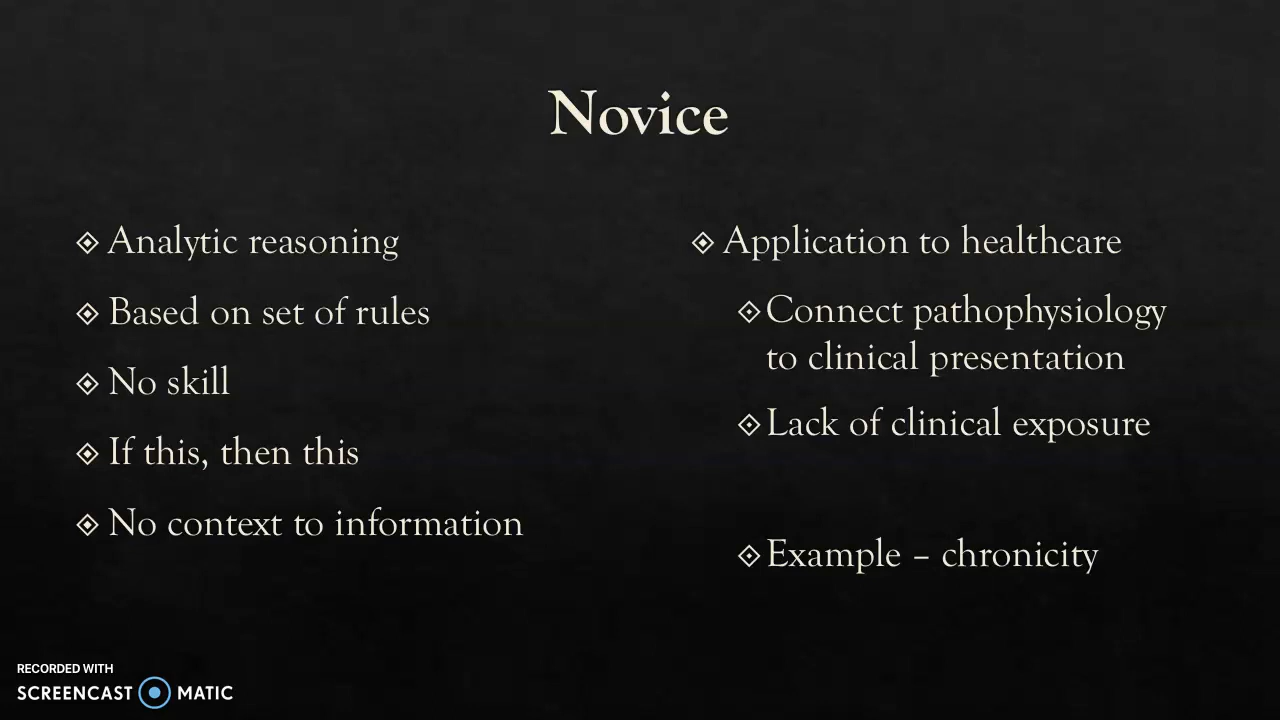 Novice
Analytic reasoning
Based on set of rules
No skill
If this, then this
No context to information
Application to healthcare
Connect pathophysiology
to clinical presentation
Lack of clinical exposure
Example – chronicity
RECORDED WITH
SCREENCAST MATIC